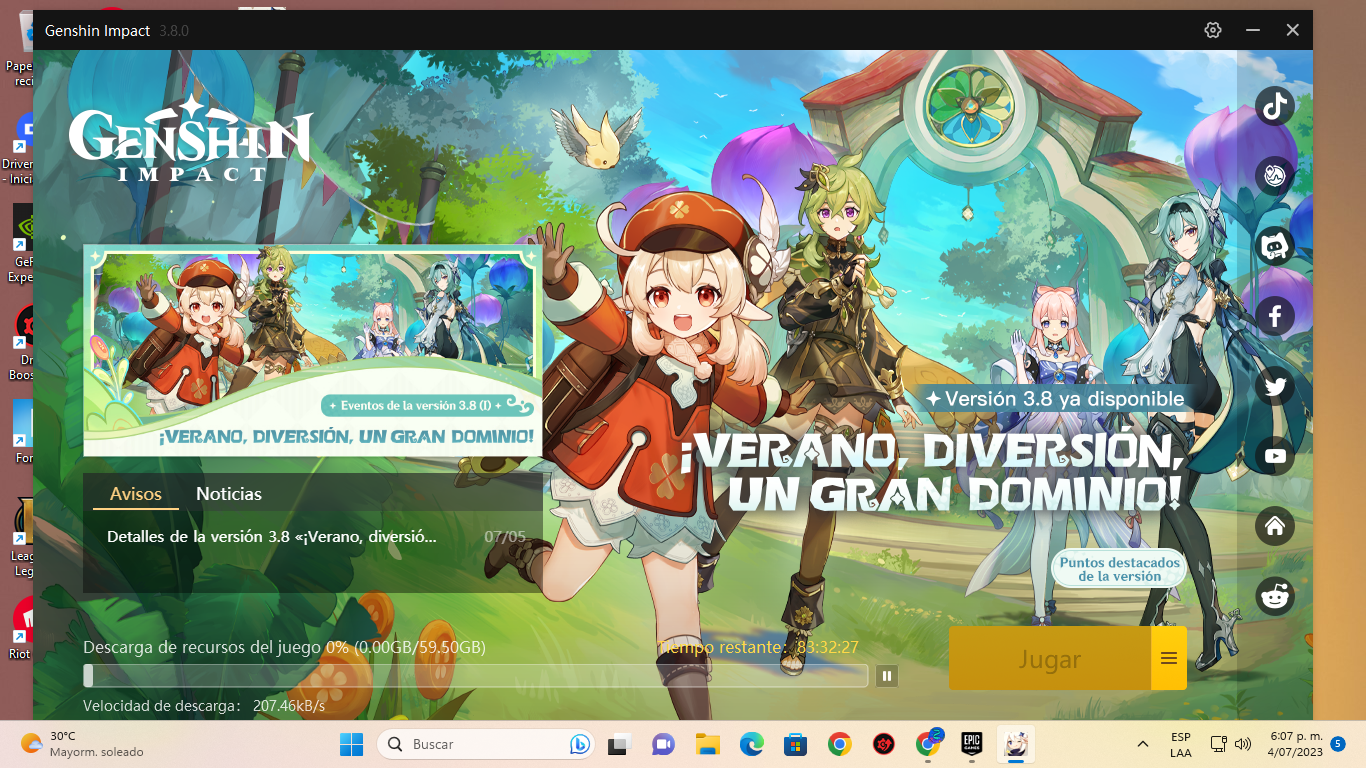 Genshin Impact 3.8.0
GENSHIN
IMPACT
Eventos de la versión 3.8 (I)
¡VERANO, DIVERSIÓN, UN GRAN DOMINIO!
Versión 3.8 ya disponible
¡VERANO, DIVERSIÓN,
UN GRAN DOMINIO!
Avisos Noticias
Detalles de la versión 3.8 «¡Verano, diversió... 07/05
Puntos destacados
de la versión
Descarga de recursos del juego 0% (0.00GB/59.50GB) Tiempo restante: 83:32:27
Jugar
Velocidad de descarga: 207.46kB/s
Pape
reci
Driver
- Inici
GeF
Expe
Dr
Boos
For
Leag
Leg
Riot
30°C
Mayorm. soleado
Buscar
2
EPIC
GAMES
ESP
LAA
6:07 p. m.
4/07/2023
5